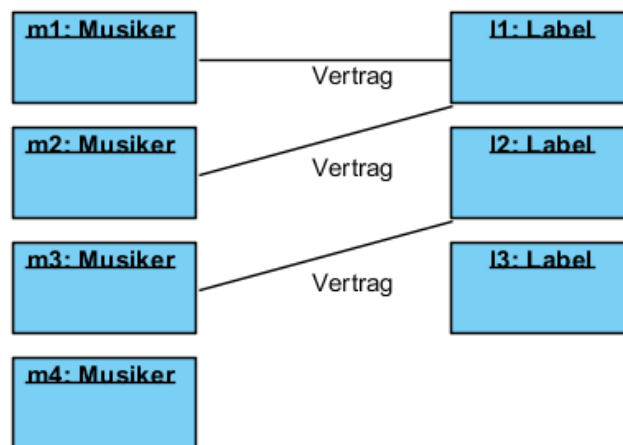 m1: Musiker
l1: Label
Vertrag
m2: Musiker
l2: Label
Vertrag
m3: Musiker
l3: Label
Vertrag
m4: Musiker